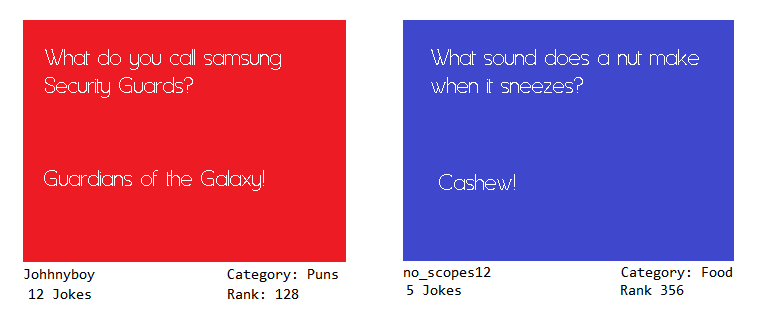 What do you call samsung
Security Guards?
Guardians of the Galaxy!
Johhnyboy
Category: Puns
12 Jokes
Rank: 128
What sound does a nut make
when it sneezes?
Cashew!
no_scopes12
Category: Food
5 Jokes
Rank 356